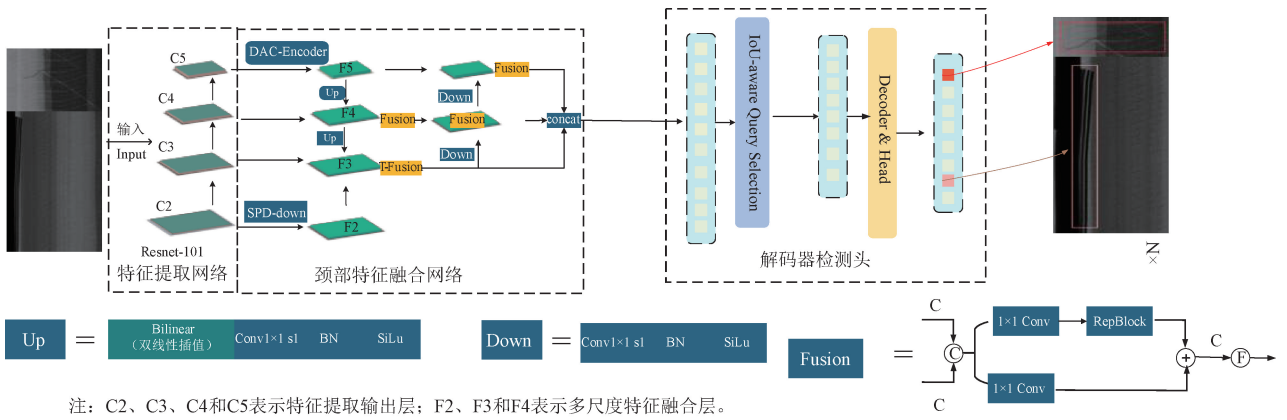 C5
C4
C3
C2
输入
Input
Resnet-101
特征提取网络
DAC-Encoder
F5
Fusion
Up
Down
F4
Fusion
Fusion
concat
Up
Down
F3
T-Fusion
SPD-down
F2
颈部特征融合网络
IoU-aware Query Selection
Decoder & Head
解码器检测头
N×
Up
=
Bilinear
（双线性插值）
Conv1×1 s1 BN SiLu
Down
=
Conv1×1 s1 BN SiLu
Fusion
=
C
C
C
1×1 Conv
RepBlock
1×1 Conv
+
C
F
注：C2、C3、C4和C5表示特征提取输出层；F2、F3和F4表示多尺度特征融合层。